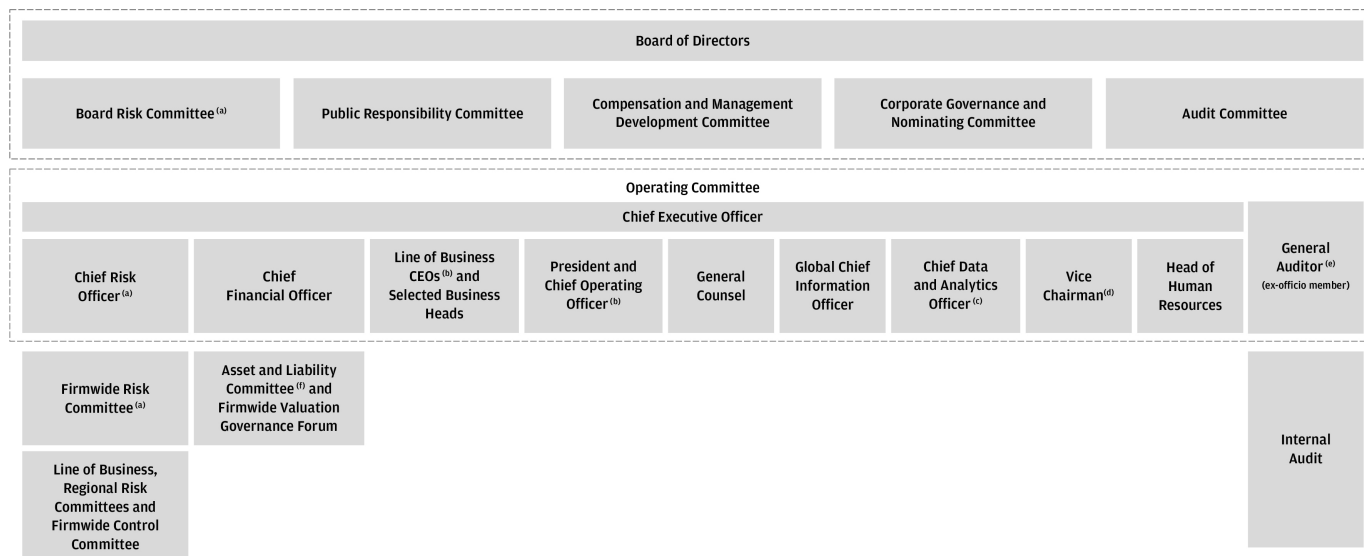 Board of Directors
Board Risk Committee (a)
Public Responsibility Committee
Compensation and Management
Development Committee
Corporate Governance and
Nominating Committee
Audit Committee
Operating Committee
Chief Executive Officer
Chief Risk
Officer (a)
Chief
Financial Officer
Line of Business
CEOs (b) and
Selected Business
Heads
President and
Chief Operating
Officer (b)
General
Counsel
Global Chief
Information
Officer
Chief Data
and Analytics
Officer (c)
Vice
Chairman(d)
Head of
Human
Resources
General
Auditor (e)
(ex-officio member)
Firmwide Risk
Committee (a)
Asset and Liability
Committee (f) and
Firmwide Valuation
Governance Forum
Internal
Audit
Line of Business,
Regional Risk
Committees and
Firmwide Control
Committee